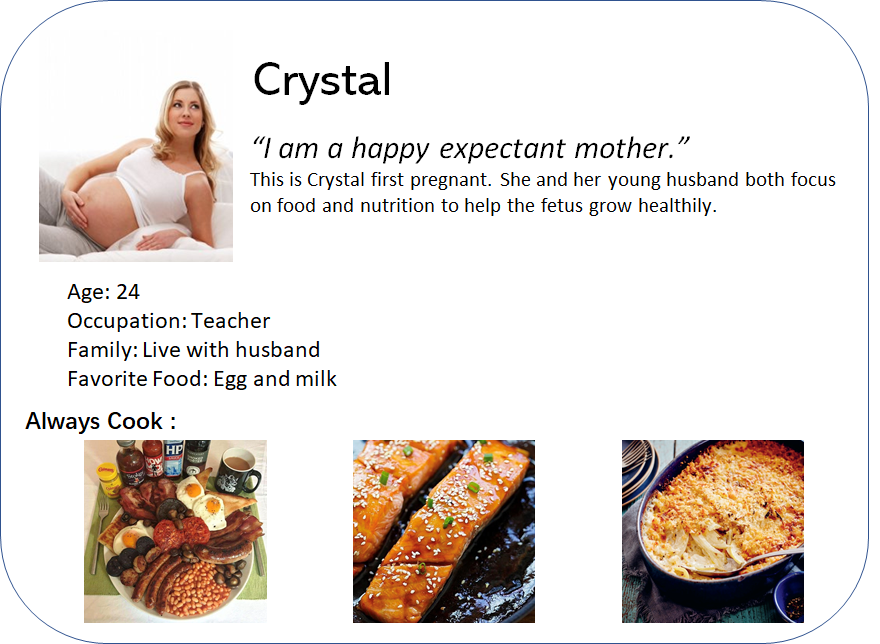 Crystal
“I am a happy expectant mother.”
This is Crystal first pregnant. She and her young husband both focus
on food and nutrition to help the fetus grow healthily.
Age: 24
Occupation: Teacher
Family: Live with husband
Favorite Food: Egg and milk
Always Cook :
HP